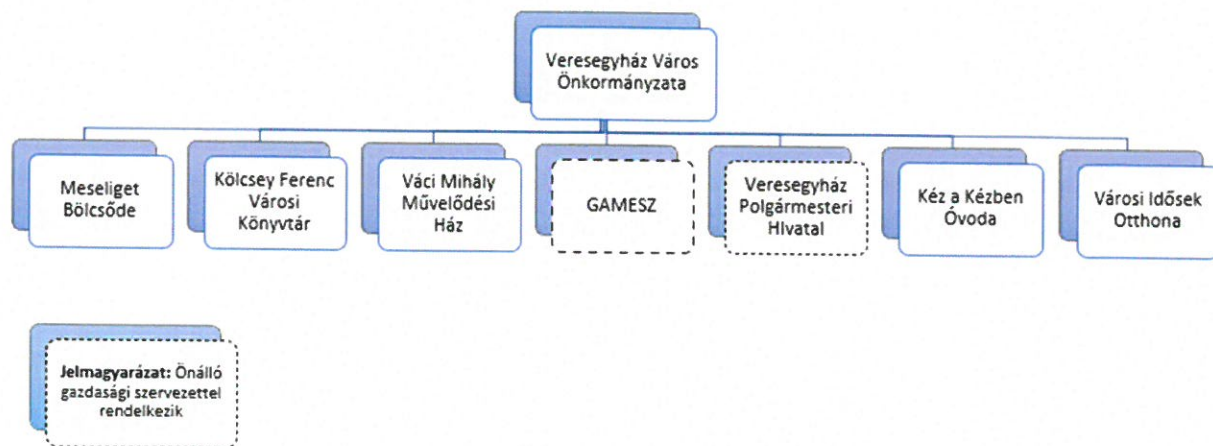 Veresegyház Város
Önkormányzata
Meseliget
Bölcsőde
Kölcsey Ferenc
Városi
Könyvtár
Váci Mihály
Művelődési
Ház
GAMESZ
Veresegyház
Polgármesteri
HIvatal
Kéz a Kézben
Óvoda
Városi Idősek
Otthona
Jelmagyarázat: Önálló
gazdasági szervezettel
rendelkezik